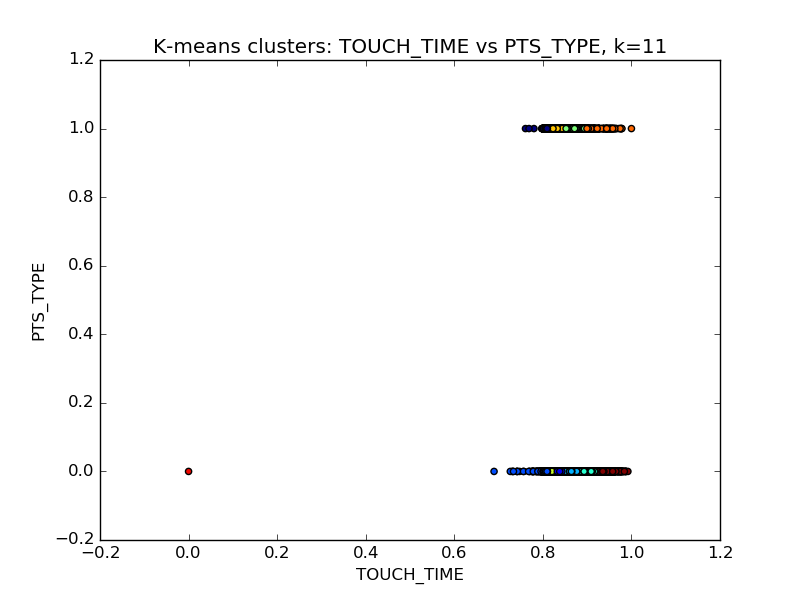 K-means clusters: TOUCH_TIME vs PTS_TYPE, k=11
1.2
1.0
0.8
0.6
0.4
0.2
0.0
−0.2
PTS_TYPE
−0.2 0.0 0.2 0.4 0.6 0.8 1.0 1.2
TOUCH_TIME